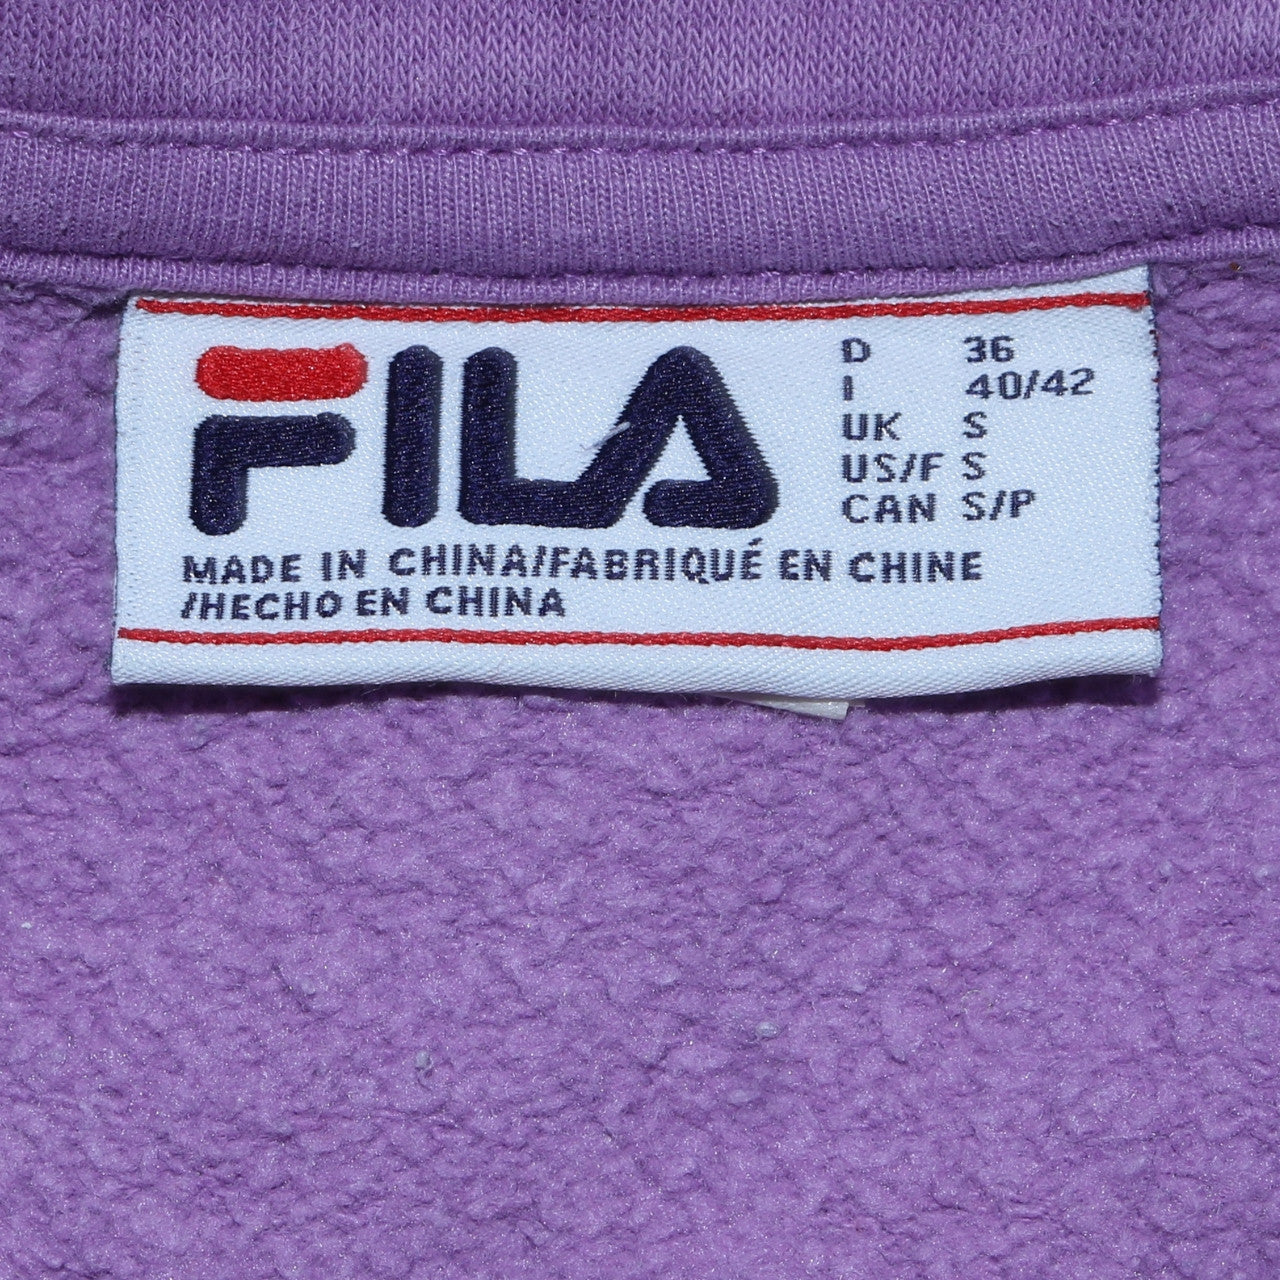 FILA
D 36
I 40/42
UK S
US/F S
CAN S/P
MADE IN CHINA/FABRIQUÉ EN CHINE
/HECHO EN CHINA